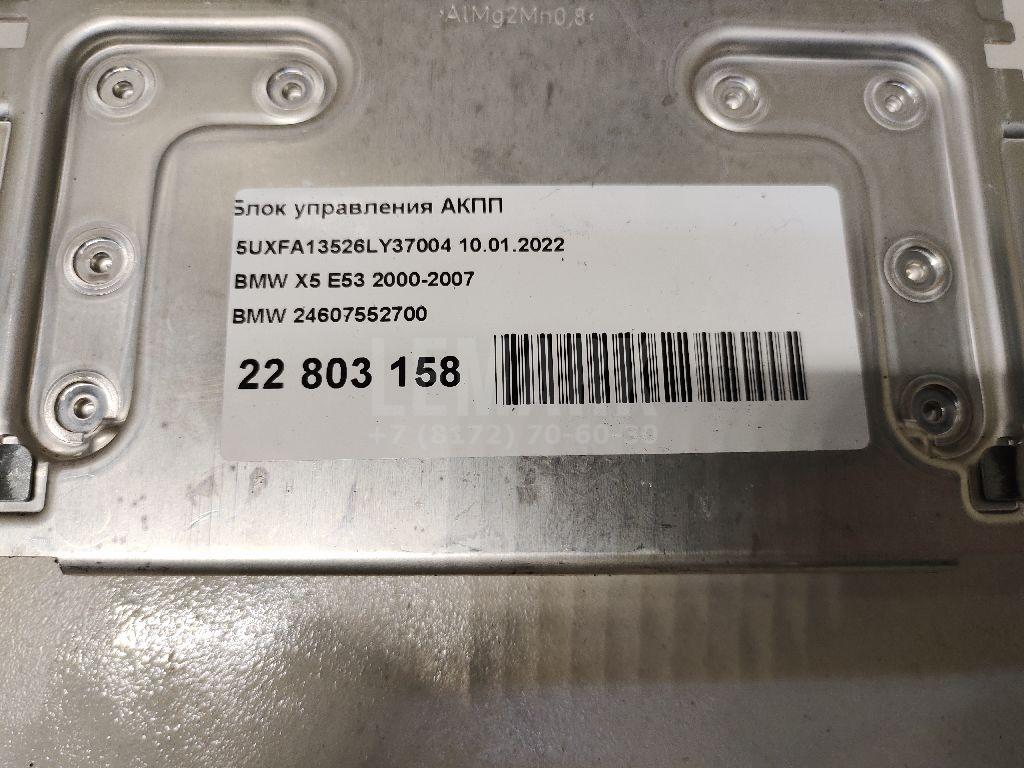 ›AlMg2Mn0,8‹
Блок управления АКПП
5UXFA13526LY37004 10.01.2022
BMW X5 E53 2000-2007
BMW 24607552700
22 803 158
+7 (8172) 70-60-80